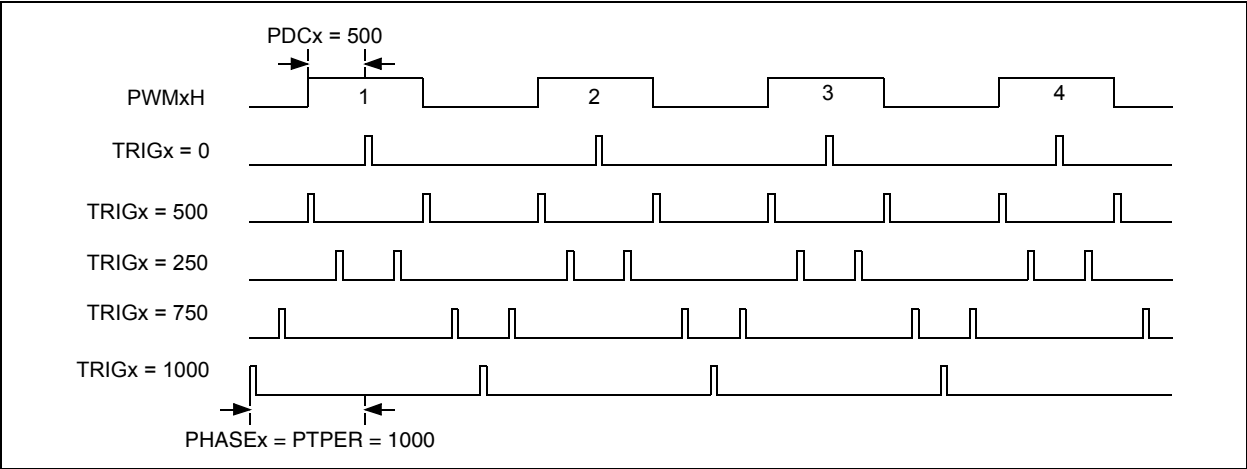 PDCx = 500
PWMxH
1
2
3
4
TRIGx = 0
TRIGx = 500
TRIGx = 250
TRIGx = 750
TRIGx = 1000
PHASEx = PTPER = 1000